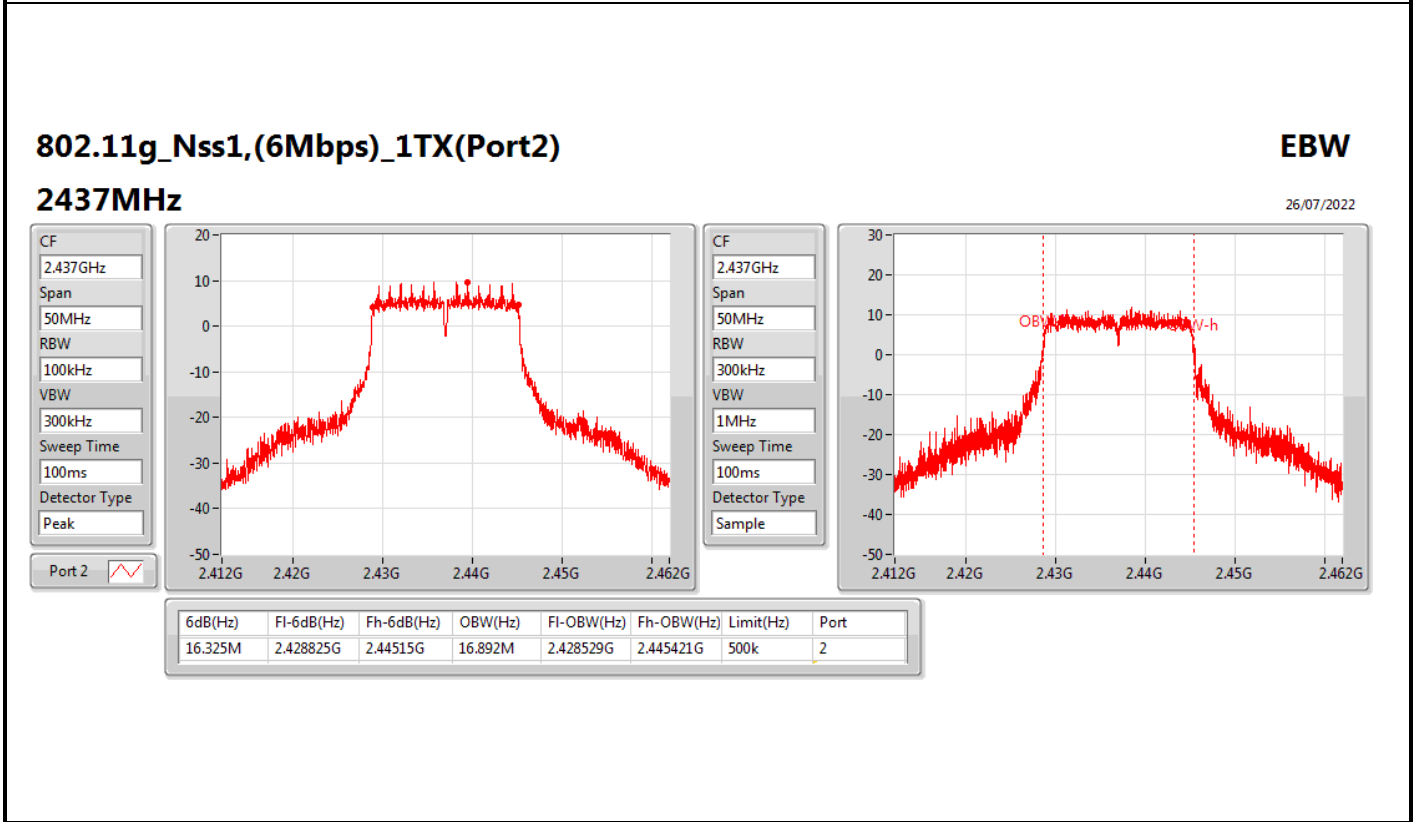 802.11g_Nss1,(6Mbps)_1TX(Port2)
EBW
2437MHz
26/07/2022
CF
2.437GHz
Span
50MHz
RBW
100kHz
VBW
300kHz
Sweep Time
100ms
Detector Type
Peak
Port 2
20
10
0
-10
-20
-30
-40
-50
2.412G 2.42G 2.43G 2.44G 2.45G 2.462G
CF
2.437GHz
Span
50MHz
RBW
300kHz
VBW
1MHz
Sweep Time
100ms
Detector Type
Sample
30
20
10
0
-10
-20
-30
-40
-50
2.412G 2.42G 2.43G 2.44G 2.45G 2.462G
6dB(Hz) Fl-6dB(Hz) Fh-6dB(Hz) OBW(Hz) Fl-OBW(Hz) Fh-OBW(Hz) Limit(Hz) Port
16.325M 2.428825G 2.44515G 16.892M 2.428529G 2.445421G 500k 2